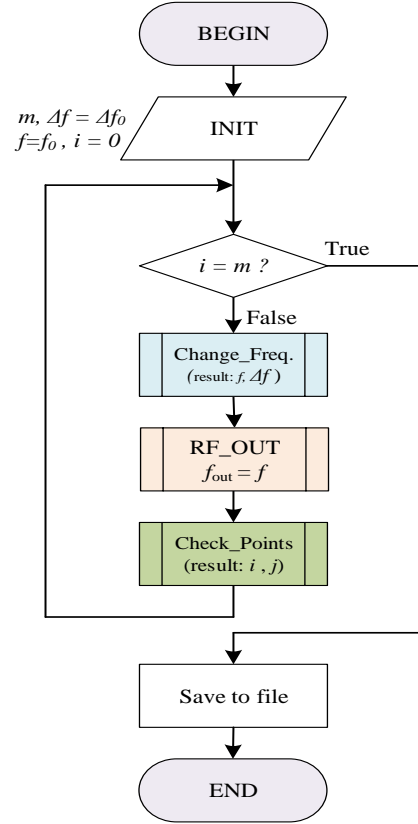 BEGIN
m, Δf = Δf₀
f=f₀ , i = 0
INIT
i = m ?
True
False
Change_Freq.
(result: f, Δf )
RF_OUT
fout = f
Check_Points
(result: i , j)
Save to file
END